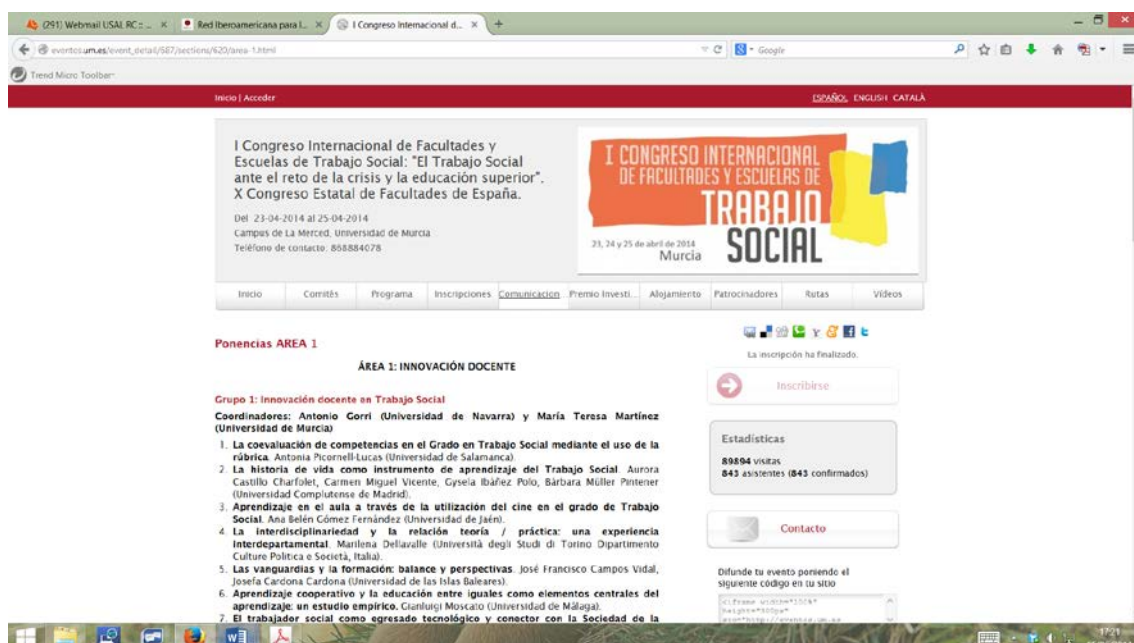 (291) Webmail USAL RC :: ...
Red Iberoamericana para l...
I Congreso Internacional d...
eventos.um.es/event_detail/587/sections/620/area-1.html
Google
Trend Micro Toolbar
Inicio | Acceder
ESPAÑOL ENGLISH CATALÀ
I Congreso Internacional de Facultades y
Escuelas de Trabajo Social: "El Trabajo Social
ante el reto de la crisis y la educación superior".
X Congreso Estatal de Facultades de España.
Del 23-04-2014 al 25-04-2014
Campus de La Merced, Universidad de Murcia
Teléfono de contacto: 868884078
I CONGRESO INTERNACIONAL
DE FACULTADES Y ESCUELAS DE
TRABAJO
SOCIAL
23, 24 y 25 de abril de 2014
Murcia
Inicio Comités Programa Inscripciones Comunicacion Premio Investi... Alojamiento Patrocinadores Rutas Vídeos
Ponencias AREA 1
ÁREA 1: INNOVACIÓN DOCENTE
Grupo 1: Innovación docente en Trabajo Social
Coordinadores: Antonio Gorri (Universidad de Navarra) y María Teresa Martínez
(Universidad de Murcia)
1. La coevaluación de competencias en el Grado en Trabajo Social mediante el uso de la
rúbrica. Antonia Picornell-Lucas (Universidad de Salamanca).
2. La historia de vida como instrumento de aprendizaje del Trabajo Social. Aurora
Castillo Charfolet, Carmen Miguel Vicente, Gysela Ibáñez Polo, Bárbara Müller Pintener
(Universidad Complutense de Madrid).
3. Aprendizaje en el aula a través de la utilización del cine en el grado de Trabajo
Social. Ana Belén Gómez Fernández (Universidad de Jaén).
4. La interdisciplinariedad y la relación teoría / práctica: una experiencia
interdepartamental. Marilena Dellavalle (Università degli Studi di Torino Dipartimento
Culture Politica e Società, Italia).
5. Las vanguardias y la formación: balance y perspectivas. José Francisco Campos Vidal,
Josefa Cardona Cardona (Universidad de las Islas Baleares).
6. Aprendizaje cooperativo y la educación entre iguales como elementos centrales del
aprendizaje: un estudio empírico. Gianluigi Moscato (Universidad de Málaga).
7. El trabajador social como egresado tecnológico y conector con la Sociedad de la
La inscripción ha finalizado.
Inscribirse
Estadísticas
89894 visitas
843 asistentes (843 confirmados)
Contacto
Difunde tu evento poniendo el
siguiente código en tu sitio
<iframe width="100%"
height="300px"
src="http://eventos.um.es
17:21